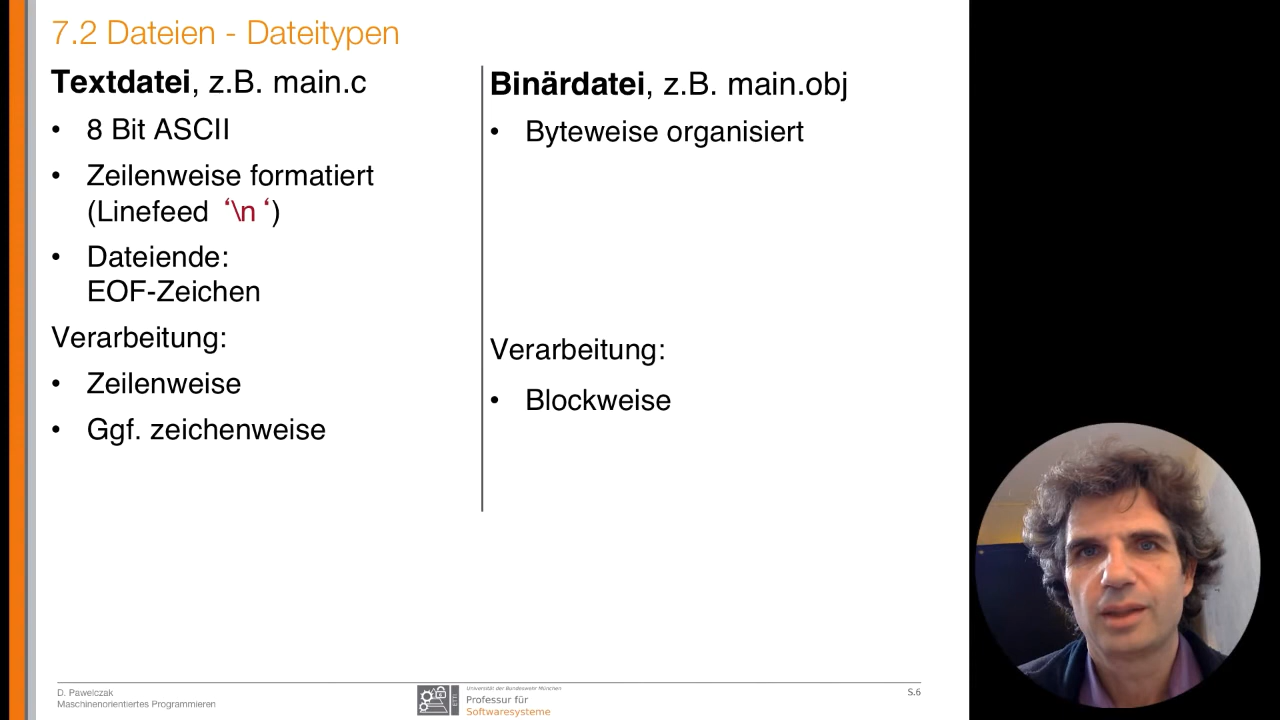 7.2 Dateien - Dateitypen
Textdatei, z.B. main.c
• 8 Bit ASCII
• Zeilenweise formatiert
(Linefeed ‘\n ‘)
• Dateiende:
EOF-Zeichen
Verarbeitung:
• Zeilenweise
• Ggf. zeichenweise
Binärdatei, z.B. main.obj
• Byteweise organisiert
Verarbeitung:
• Blockweise
D. Pawelczak
Maschinenorientiertes Programmieren
ETTI
Universität der Bundeswehr München
Professur für
Softwaresysteme
S.6